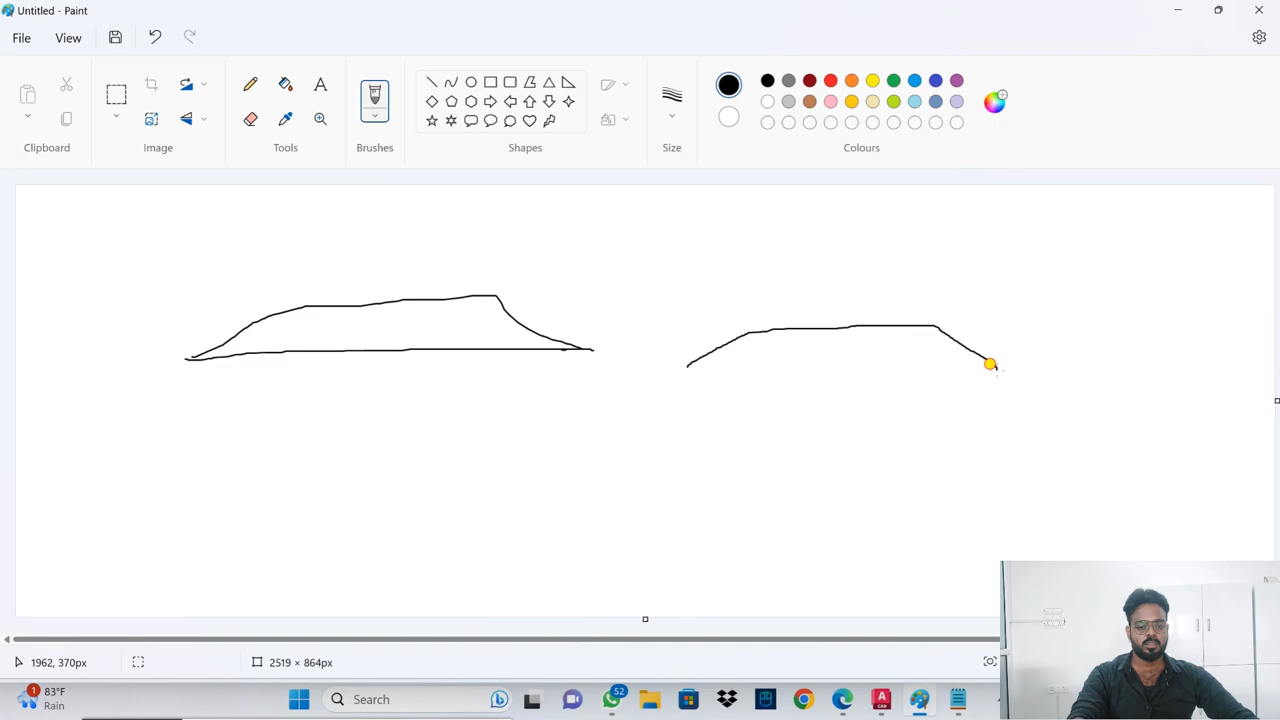 Untitled - Paint
File View
Clipboard Image Tools Brushes Shapes Size Colours
1962, 370px 2519 × 864px
1 83°F Search 52
Rain